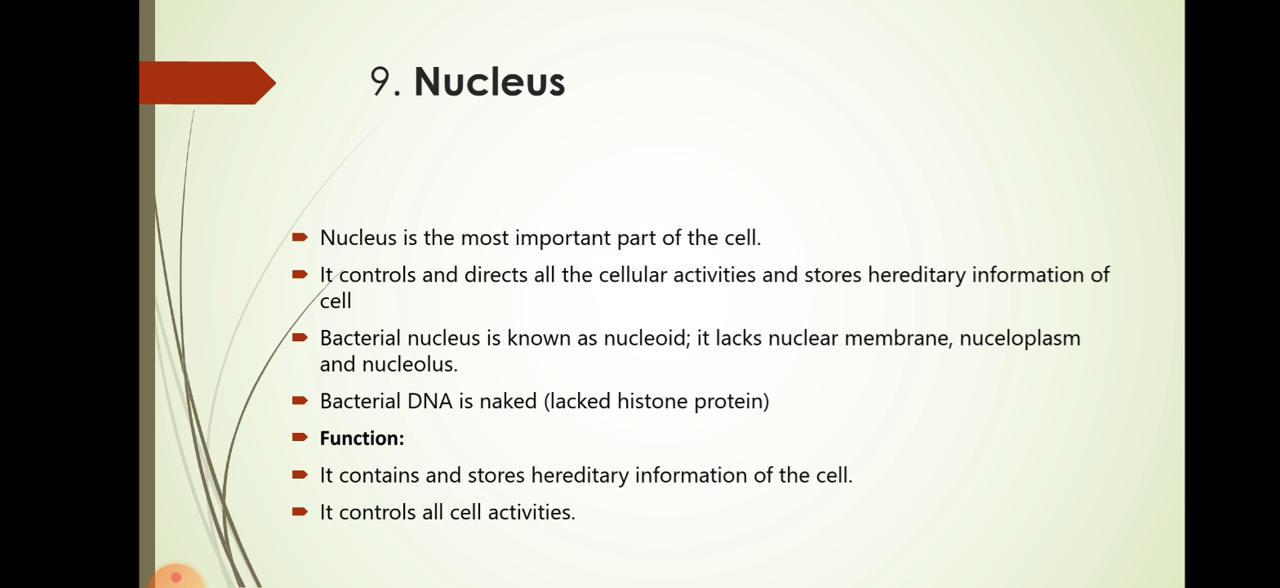 9. Nucleus
Nucleus is the most important part of the cell.
It controls and directs all the cellular activities and stores hereditary information of
cell
Bacterial nucleus is known as nucleoid; it lacks nuclear membrane, nuceloplasm
and nucleolus.
Bacterial DNA is naked (lacked histone protein)
Function:
It contains and stores hereditary information of the cell.
It controls all cell activities.